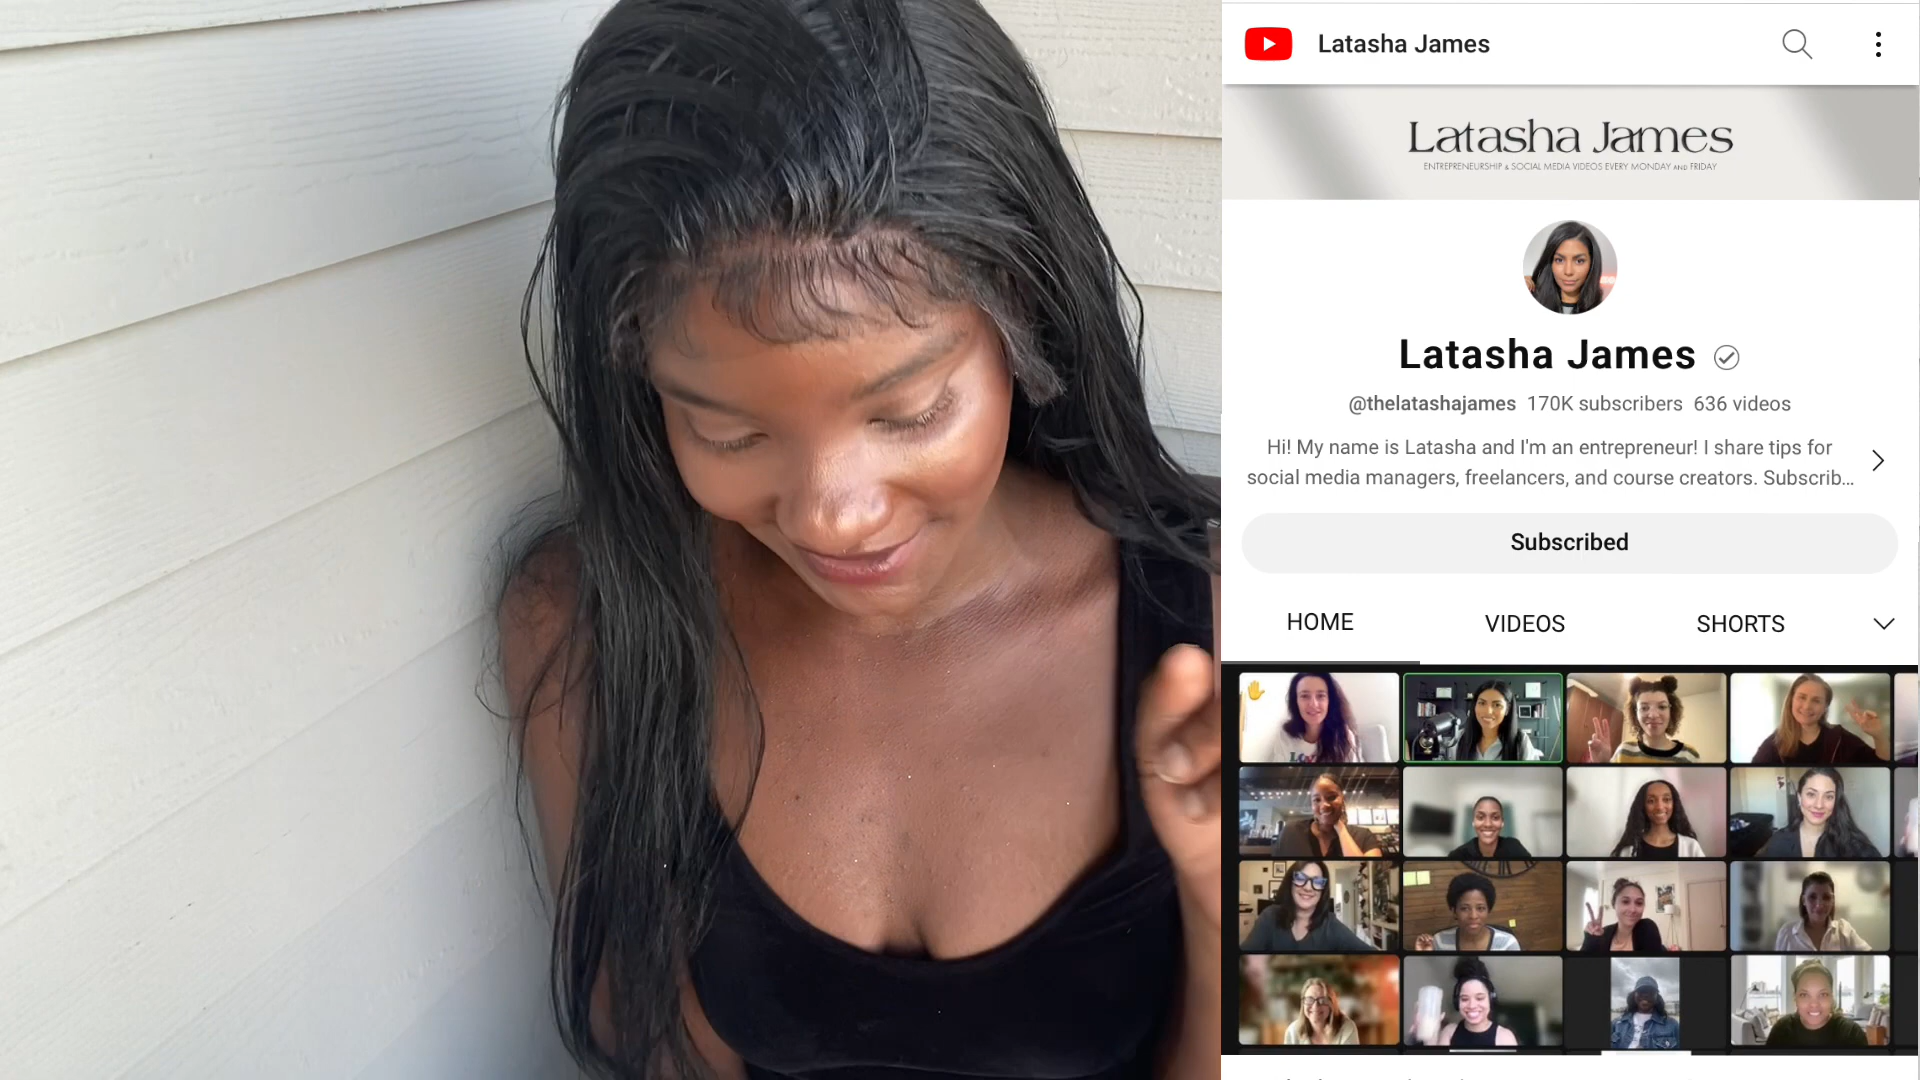 Latasha James
Latasha James
ENTREPRENEURSHIP & SOCIAL MEDIA VIDEOS EVERY MONDAY AND FRIDAY
Latasha James
@thelatashajames 170K subscribers 636 videos
Hi! My name is Latasha and I'm an entrepreneur! I share tips for
social media managers, freelancers, and course creators. Subscrib...
Subscribed
HOME VIDEOS SHORTS